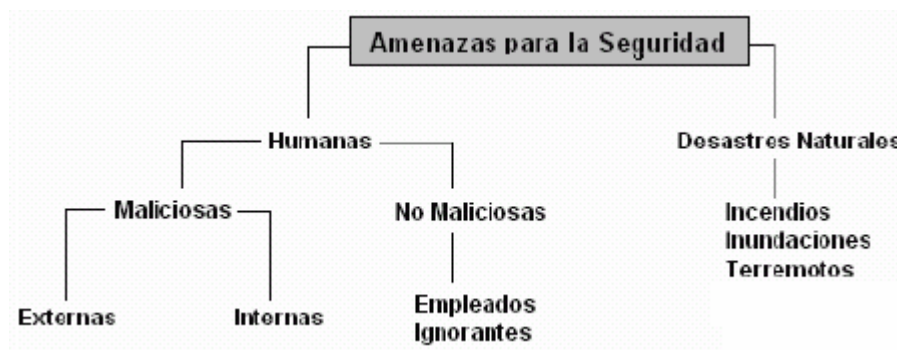 Amenazas para la Seguridad
Humanas
Desastres Naturales
Maliciosas
No Maliciosas
Incendios
Inundaciones
Terremotos
Externas
Internas
Empleados
Ignorantes